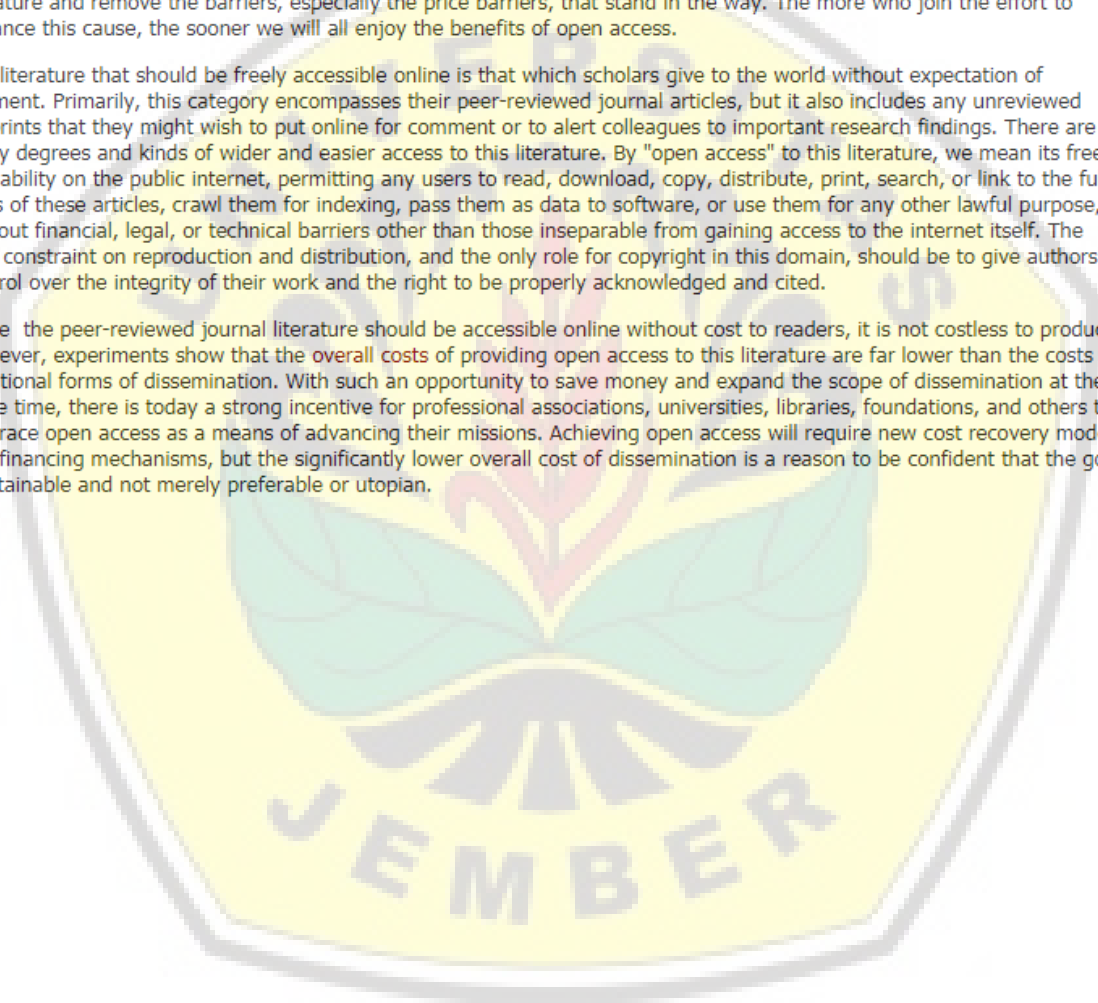 ature and remove the barriers, especially the price barriers, that stand in the way. The more who join the effort to
ance this cause, the sooner we will all enjoy the benefits of open access.
literature that should be freely accessible online is that which scholars give to the world without expectation of
ment. Primarily, this category encompasses their peer-reviewed journal articles, but it also includes any unreviewed
rints that they might wish to put online for comment or to alert colleagues to important research findings. There are
y degrees and kinds of wider and easier access to this literature. By "open access" to this literature, we mean its free
ability on the public internet, permitting any users to read, download, copy, distribute, print, search, or link to the fu
s of these articles, crawl them for indexing, pass them as data to software, or use them for any other lawful purpose,
out financial, legal, or technical barriers other than those inseparable from gaining access to the internet itself. The
constraint on reproduction and distribution, and the only role for copyright in this domain, should be to give authors
rol over the integrity of their work and the right to be properly acknowledged and cited.
e the peer-reviewed journal literature should be accessible online without cost to readers, it is not costless to produc
ever, experiments show that the overall costs of providing open access to this literature are far lower than the costs
tional forms of dissemination. With such an opportunity to save money and expand the scope of dissemination at the
e time, there is today a strong incentive for professional associations, universities, libraries, foundations, and others t
race open access as a means of advancing their missions. Achieving open access will require new cost recovery mod
financing mechanisms, but the significantly lower overall cost of dissemination is a reason to be confident that the go
tainable and not merely preferable or utopian.
UNIVERSITAS
JEMBER